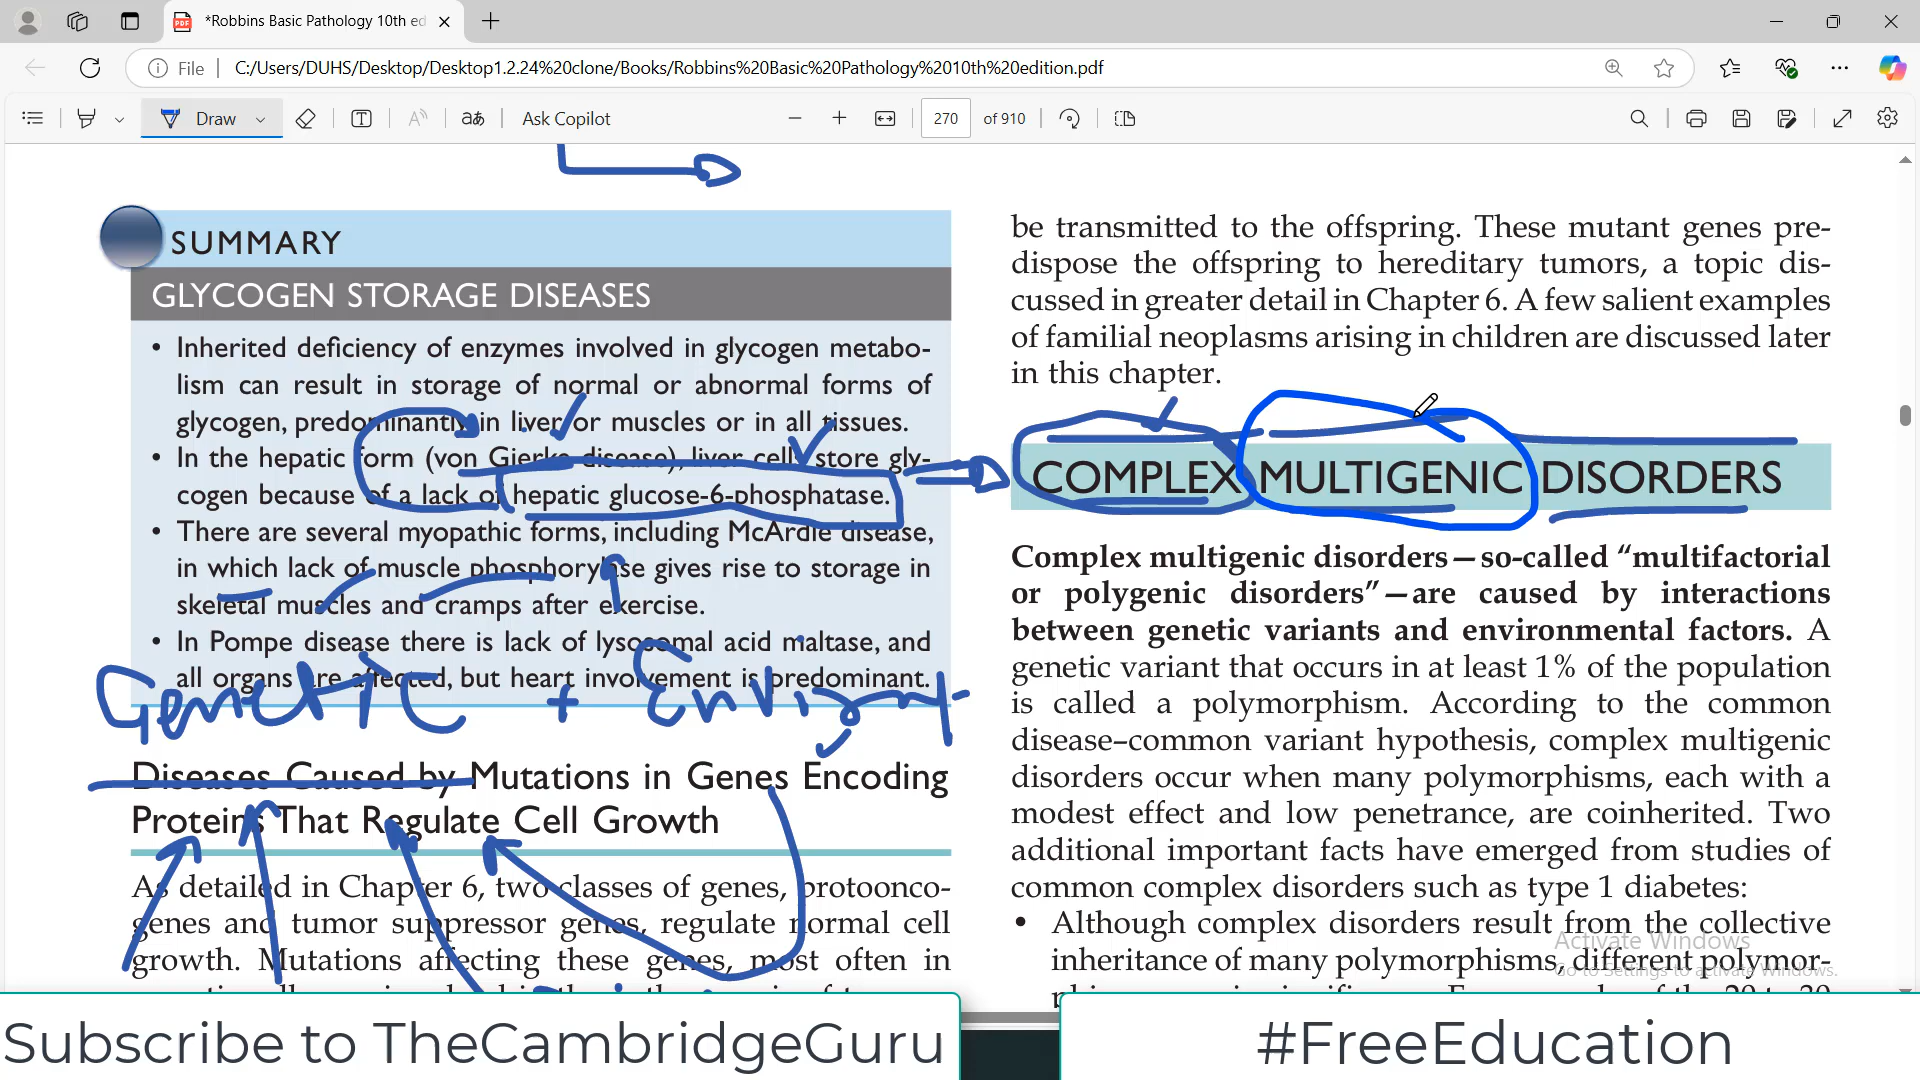 *Robbins Basic Pathology 10th ed
File
C:/Users/DUHS/Desktop/Desktop1.2.24%20clone/Books/Robbins%20Basic%20Pathology%2010th%20edition.pdf
Draw
Ask Copilot
270 of 910
SUMMARY
GLYCOGEN STORAGE DISEASES
• Inherited deficiency of enzymes involved in glycogen metabo-
lism can result in storage of normal or abnormal forms of
glycogen, predominantly in liver or muscles or in all tissues.
• In the hepatic form (von Gierke disease), liver cells store gly-
cogen because of a lack of hepatic glucose-6-phosphatase.
• There are several myopathic forms, including McArdle disease,
in which lack of muscle phosphorylase gives rise to storage in
skeletal muscles and cramps after exercise.
• In Pompe disease there is lack of lysosomal acid maltase, and
all organs are affected, but heart involvement is predominant.
Genetic +
Diseases Caused by Mutations in Genes Encoding
Proteins That Regulate Cell Growth
As detailed in Chapter 6, two classes of genes, protoonco-
genes and tumor suppressor genes, regulate normal cell
growth. Mutations affecting these genes, most often in
be transmitted to the offspring. These mutant genes pre-
dispose the offspring to hereditary tumors, a topic dis-
cussed in greater detail in Chapter 6. A few salient examples
of familial neoplasms arising in children are discussed later
in this chapter.
COMPLEX MULTIGENIC DISORDERS
Complex multigenic disorders—so-called “multifactorial
or polygenic disorders”—are caused by interactions
between genetic variants and environmental factors. A
genetic variant that occurs in at least 1% of the population
is called a polymorphism. According to the common
disease–common variant hypothesis, complex multigenic
disorders occur when many polymorphisms, each with a
modest effect and low penetrance, are coinherited. Two
additional important facts have emerged from studies of
common complex disorders such as type 1 diabetes:
• Although complex disorders result from the collective
inheritance of many polymorphisms, different polymor-
Activate Windows
Go to Settings to activate Windows.
Subscribe to TheCambridgeGuru
#FreeEducation